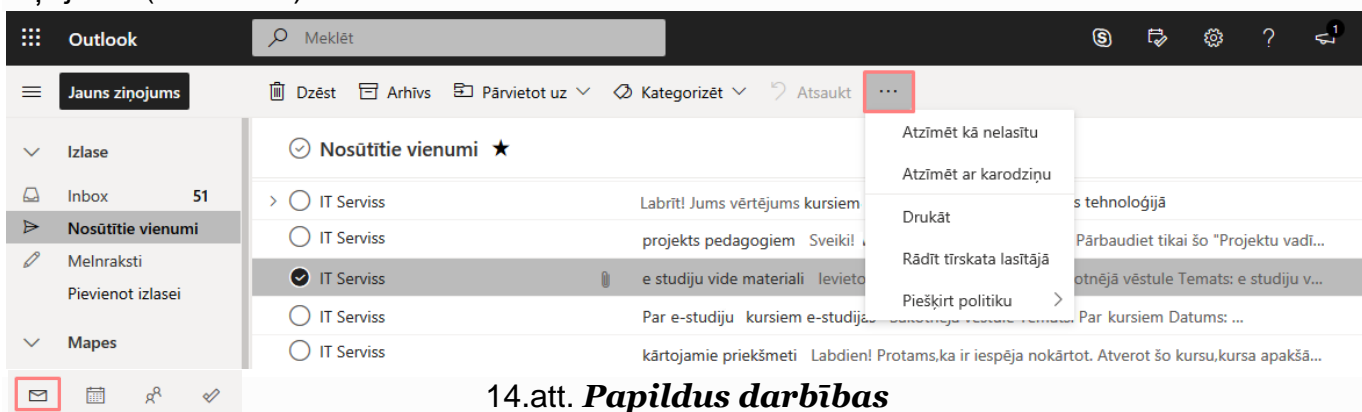 Outlook
Meklēt
1
Jauns ziņojums
Dzēst Arhīvs Pārvietot uz Kategorizēt Atsaukt ...
Izlase
Inbox 51
Nosūtītie vienumi
Melnraksti
Pievienot izlasei
Mapes
Nosūtītie vienumi ★
IT Serviss Labrīt! Jums vērtējums kursiem s tehnoloģijā
IT Serviss projekts pedagogiem Sveiki! Pārbaudiet tikai šo "Projektu vadī...
IT Serviss e studiju vide materiali Ievieto otnējā vēstule Temats: e studiju v...
IT Serviss Par e-studiju kursiem e-studijas Par kursiem Datums: ...
IT Serviss kārtojamie priekšmeti Labdien! Protams,ka ir iespēja nokārtot. Atverot šo kursu,kursa apakšā...
Atzīmēt kā nelasītu
Atzīmēt ar karodziņu
Drukāt
Rādīt tīrskata lasītājā
Piešķirt politiku
14.att. Papildus darbības